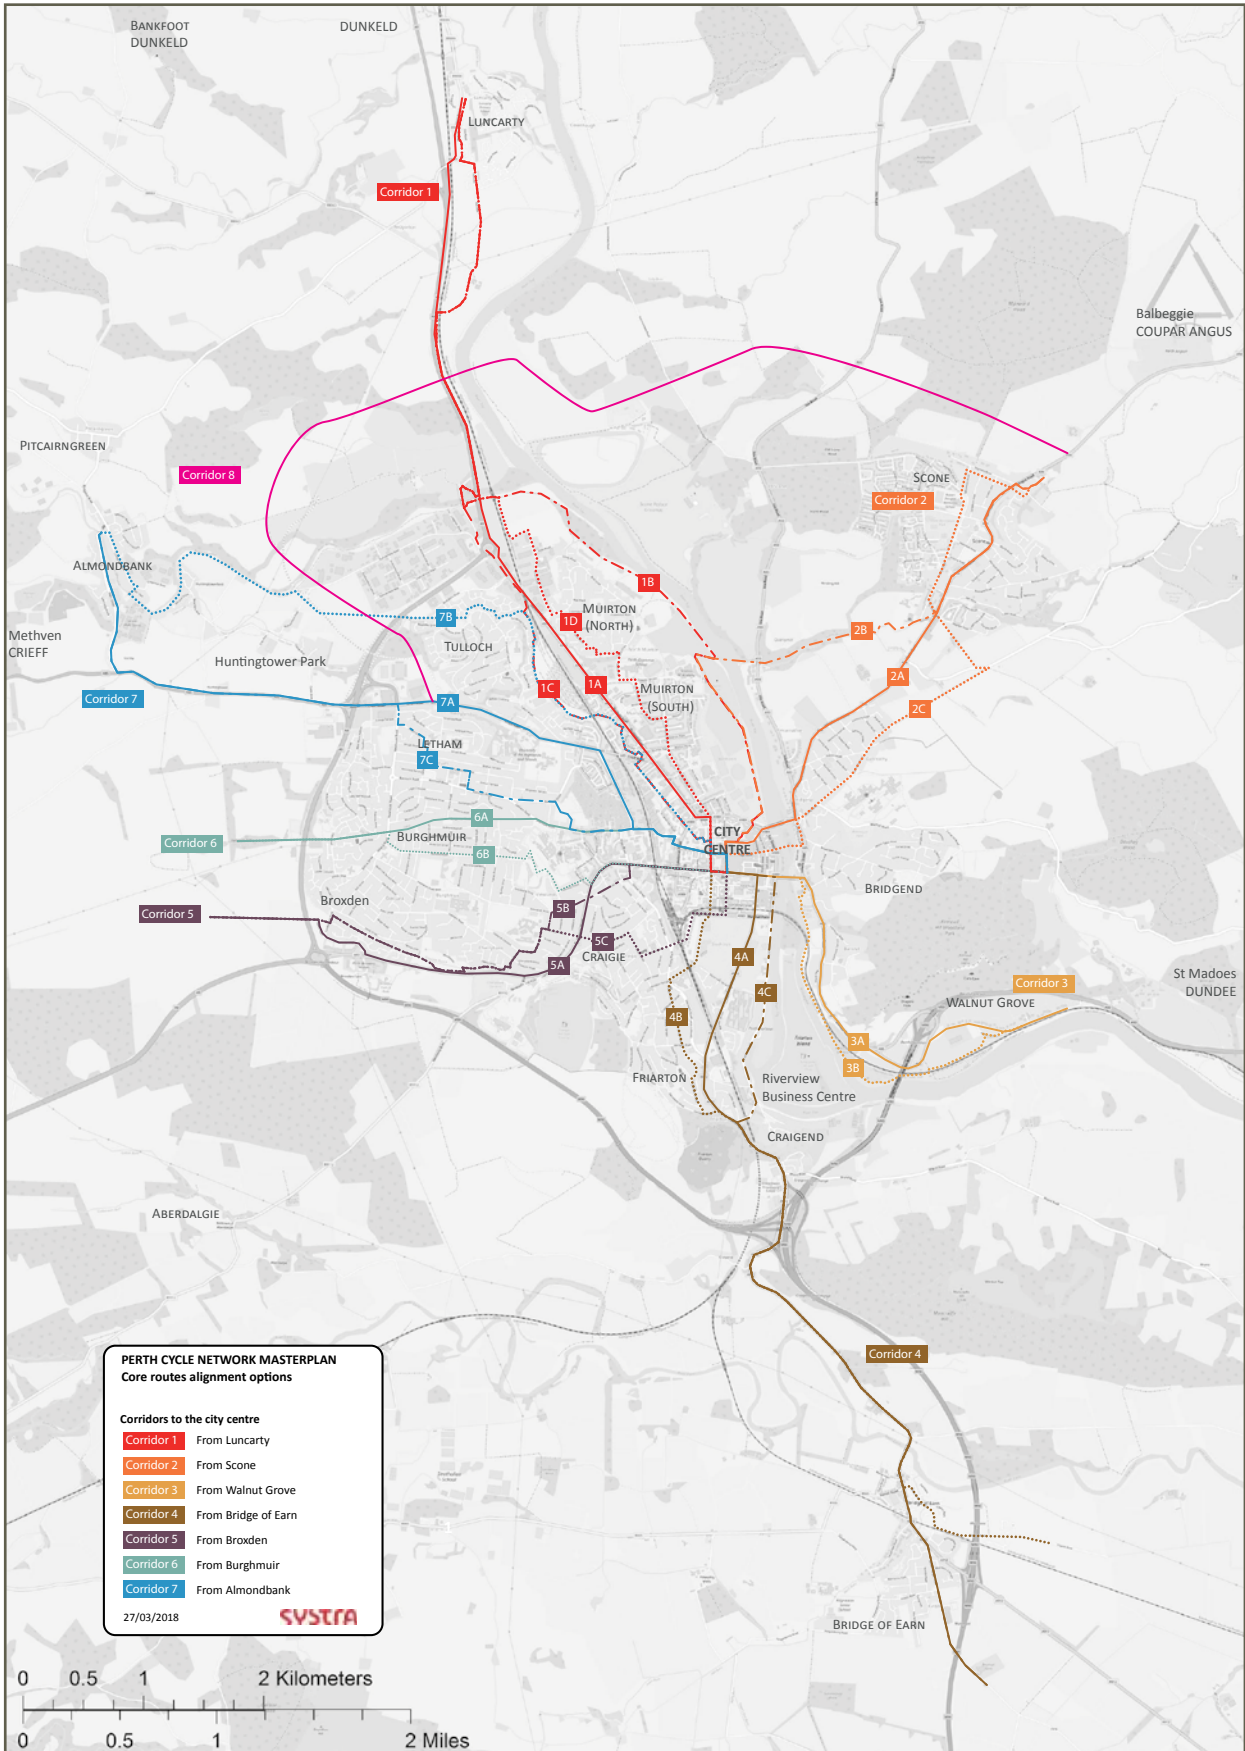 BANKFOOT
DUNKELD
DUNKELD
LUNCARTY
Corridor 1
Balbeggie
COUPAR ANGUS
PITCAIRNGREEN
Corridor 8
SCONE
Corridor 2
ALMONDBANK
1B
MUIRTON
(NORTH)
1D
7B
2B
Methven
CRIEFF
TULLOCH
Huntingtower Park
2A
1C
1A
MUIRTON
(SOUTH)
Corridor 7
7A
2C
LETHAM
7C
6A
CITY
CENTRE
BURGHMUIR
Corridor 6
6B
BRIDGEND
Broxden
5B
Corridor 5
5C
CRAIGIE
4A
5A
St Madoes
DUNDEE
Corridor 3
4C
WALNUT GROVE
4B
3A
3B
FRIARTON
Riverview
Business Centre
CRAIGEND
ABERDALGIE
Corridor 4
BRIDGE OF EARN
PERTH CYCLE NETWORK MASTERPLAN
Core routes alignment options
Corridors to the city centre
Corridor 1 From Luncarty
Corridor 2 From Scone
Corridor 3 From Walnut Grove
Corridor 4 From Bridge of Earn
Corridor 5 From Broxden
Corridor 6 From Burghmuir
Corridor 7 From Almondbank
27/03/2018 SYSTRA
0 0.5 1 2 Kilometers
0 0.5 1 2 Miles